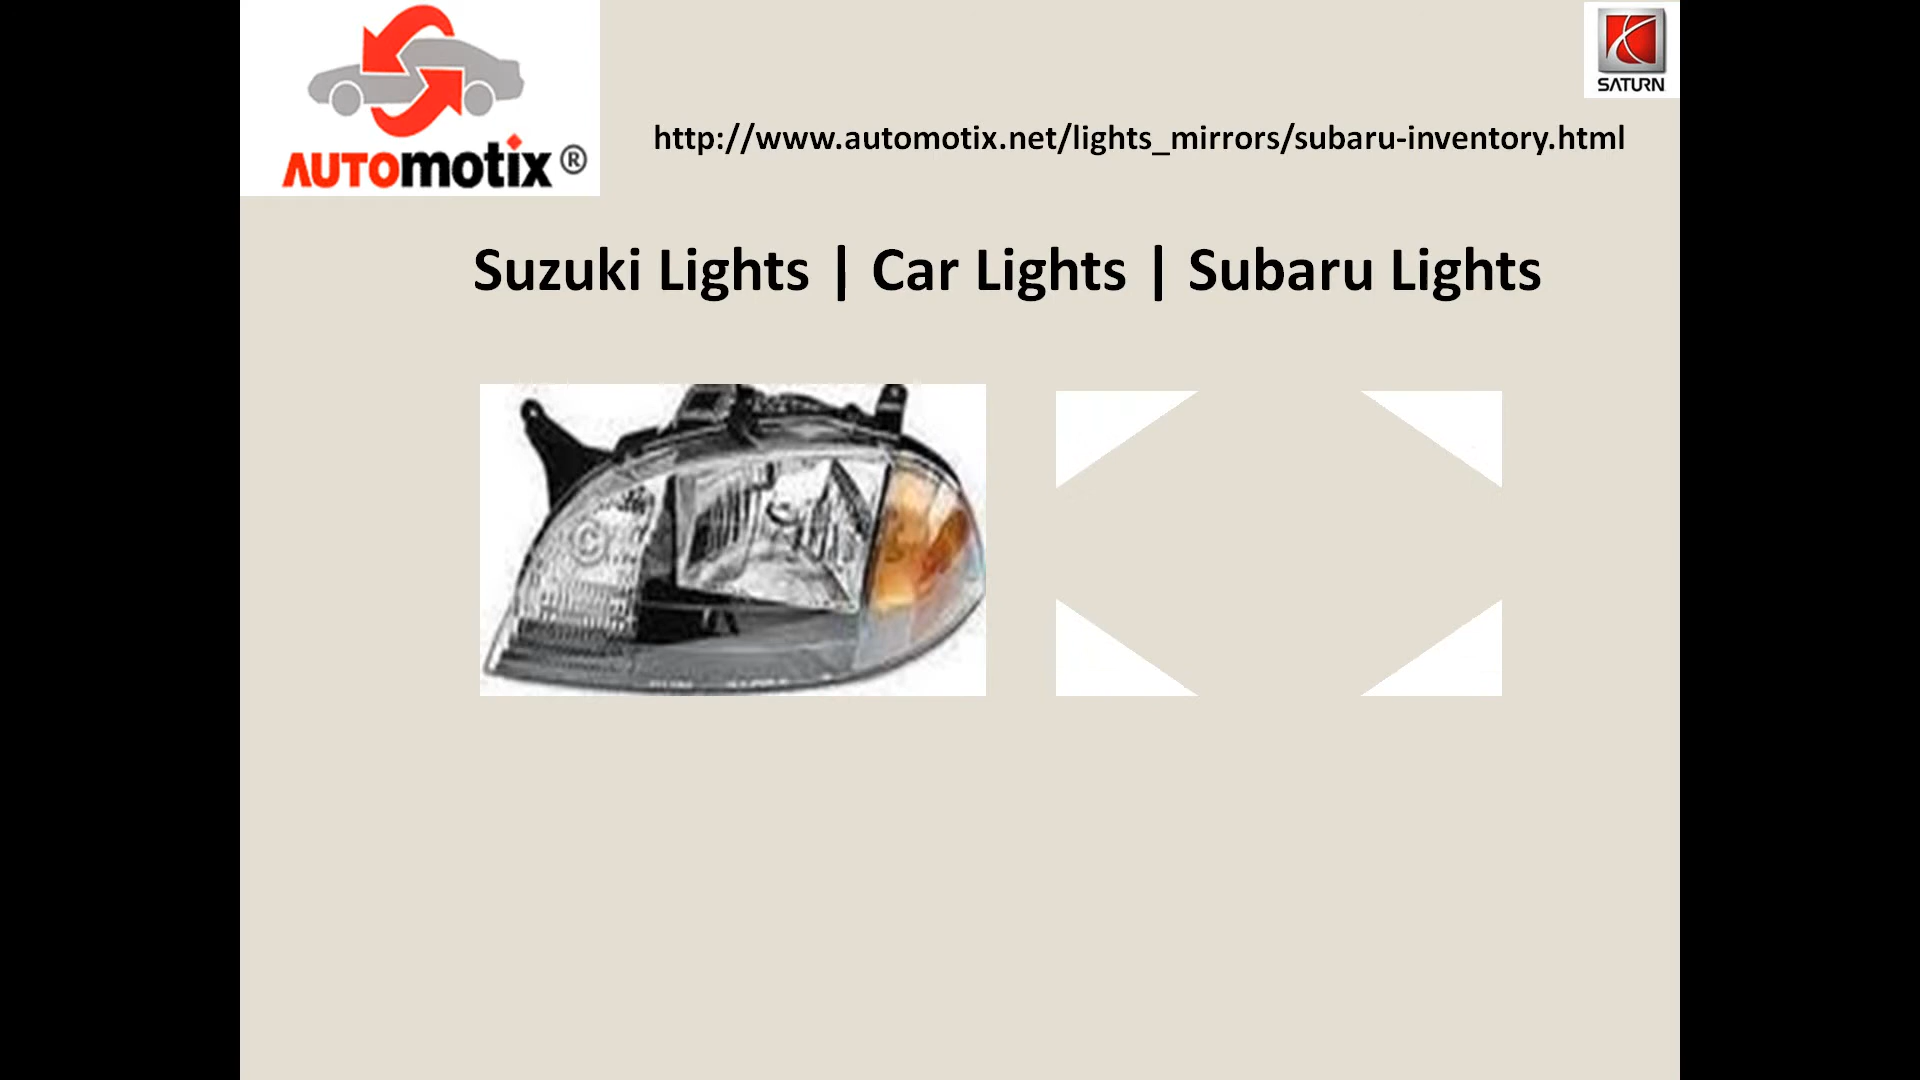 AUTOmotix®
SATURN
http://www.automotix.net/lights_mirrors/subaru-inventory.html
Suzuki Lights | Car Lights | Subaru Lights
©